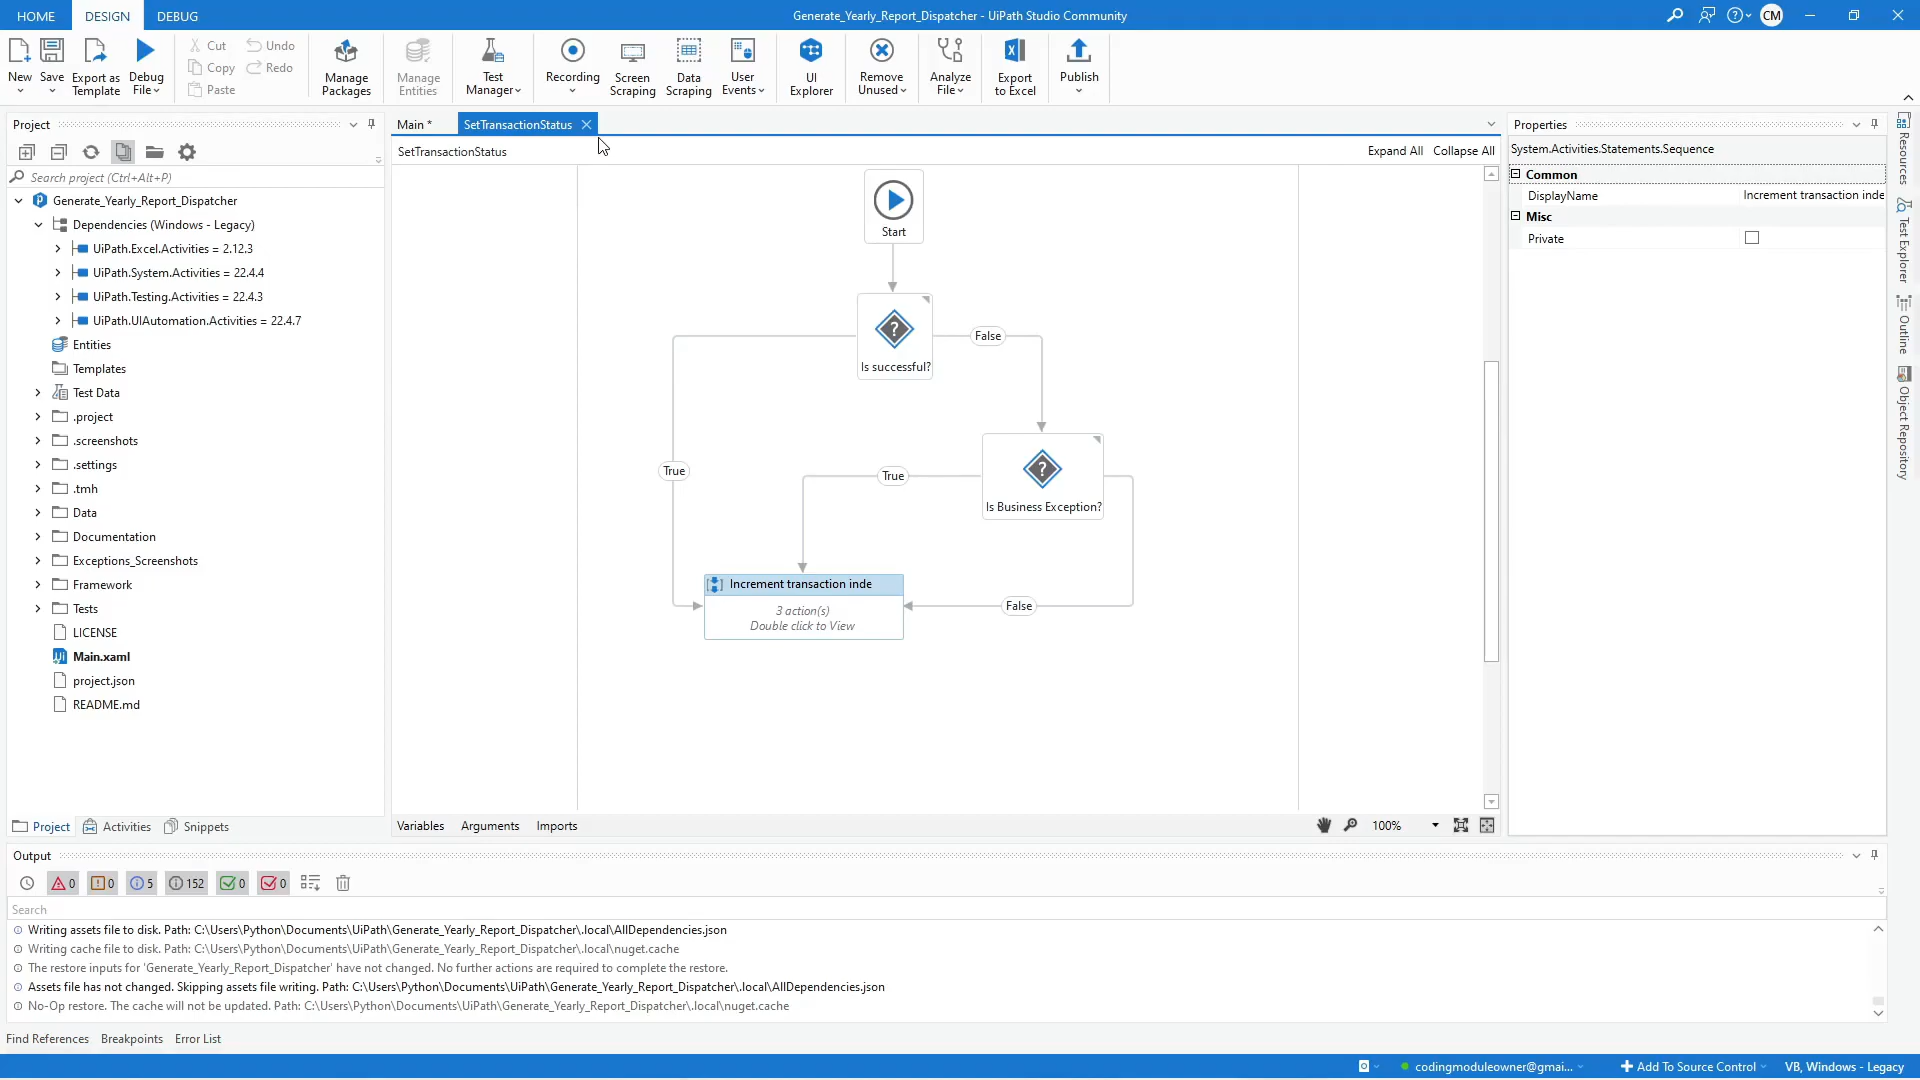 HOME DESIGN DEBUG
Generate_Yearly_Report_Dispatcher - UiPath Studio Community
CM
New
Save
Export as Template
Debug File
Cut
Copy
Paste
Undo
Redo
Manage Packages
Manage Entities
Test Manager
Recording
Screen Scraping
Data Scraping
User Events
UI Explorer
Remove Unused
Analyze File
Export to Excel
Publish
Project
Search project (Ctrl+Alt+P)
Generate_Yearly_Report_Dispatcher
Dependencies (Windows - Legacy)
UiPath.Excel.Activities = 2.12.3
UiPath.System.Activities = 22.4.4
UiPath.Testing.Activities = 22.4.3
UiPath.UIAutomation.Activities = 22.4.7
Entities
Templates
Test Data
.project
.screenshots
.settings
.tmh
Data
Documentation
Exceptions_Screenshots
Framework
Tests
LICENSE
Main.xaml
project.json
README.md
Project Activities Snippets
Main * SetTransactionStatus
SetTransactionStatus
Expand All Collapse All
Start
Is successful?
False
True
Is Business Exception?
True
False
Increment transaction inde
3 action(s)
Double click to View
Variables Arguments Imports
100%
Properties
System.Activities.Statements.Sequence
Common
DisplayName Increment transaction inde
Misc
Private
Resources
Test Explorer
Outline
Object Repository
Output
0 0 5 152 0 0
Search
Writing assets file to disk. Path: C:\Users\Python\Documents\UiPath\Generate_Yearly_Report_Dispatcher\.local\AllDependencies.json
Writing cache file to disk. Path: C:\Users\Python\Documents\UiPath\Generate_Yearly_Report_Dispatcher\.local\nuget.cache
The restore inputs for 'Generate_Yearly_Report_Dispatcher' have not changed. No further actions are required to complete the restore.
Assets file has not changed. Skipping assets file writing. Path: C:\Users\Python\Documents\UiPath\Generate_Yearly_Report_Dispatcher\.local\AllDependencies.json
No-Op restore. The cache will not be updated. Path: C:\Users\Python\Documents\UiPath\Generate_Yearly_Report_Dispatcher\.local\nuget.cache
Find References Breakpoints Error List
codingmoduleowner@gmai... Add To Source Control VB, Windows - Legacy